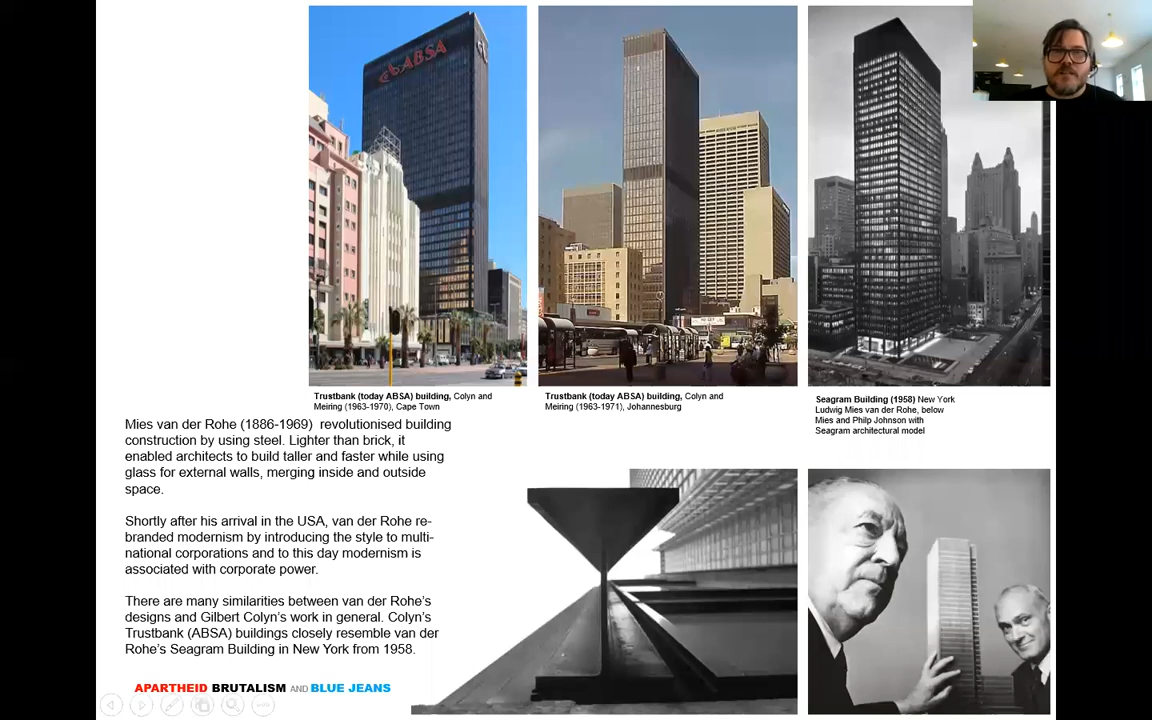 ABSA
Trustbank (today ABSA) building, Colyn and
Meiring (1963-1970), Cape Town
Trustbank (today ABSA) building, Colyn and
Meiring (1963-1971), Johannesburg
Seagram Building (1958) New York
Ludwig Mies van der Rohe, below
Mies and Philp Johnson with
Seagram architectural model
Mies van der Rohe (1886-1969)  revolutionised building
construction by using steel. Lighter than brick, it
enabled architects to build taller and faster while using
glass for external walls, merging inside and outside
space.
Shortly after his arrival in the USA, van der Rohe re-
branded modernism by introducing the style to multi-
national corporations and to this day modernism is
associated with corporate power.
There are many similarities between van der Rohe's
designs and Gilbert Colyn's work in general. Colyn's
Trustbank (ABSA) buildings closely resemble van der
Rohe's Seagram Building in New York from 1958.
APARTHEID BRUTALISM AND BLUE JEANS